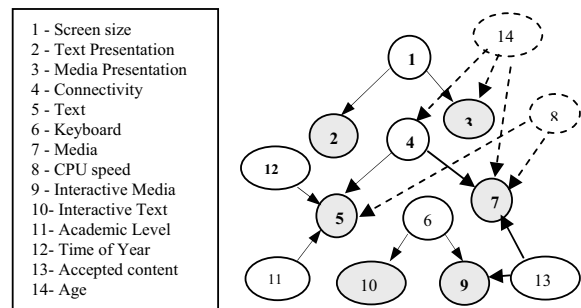 1 - Screen size
2 - Text Presentation
3 - Media Presentation
4 - Connectivity
5 - Text
6 - Keyboard
7 - Media
8 - CPU speed
9 - Interactive Media
10- Interactive Text
11- Academic Level
12- Time of Year
13- Accepted content
14- Age
14
1
8
3
2
4
12
7
5
6
11
10
9
13